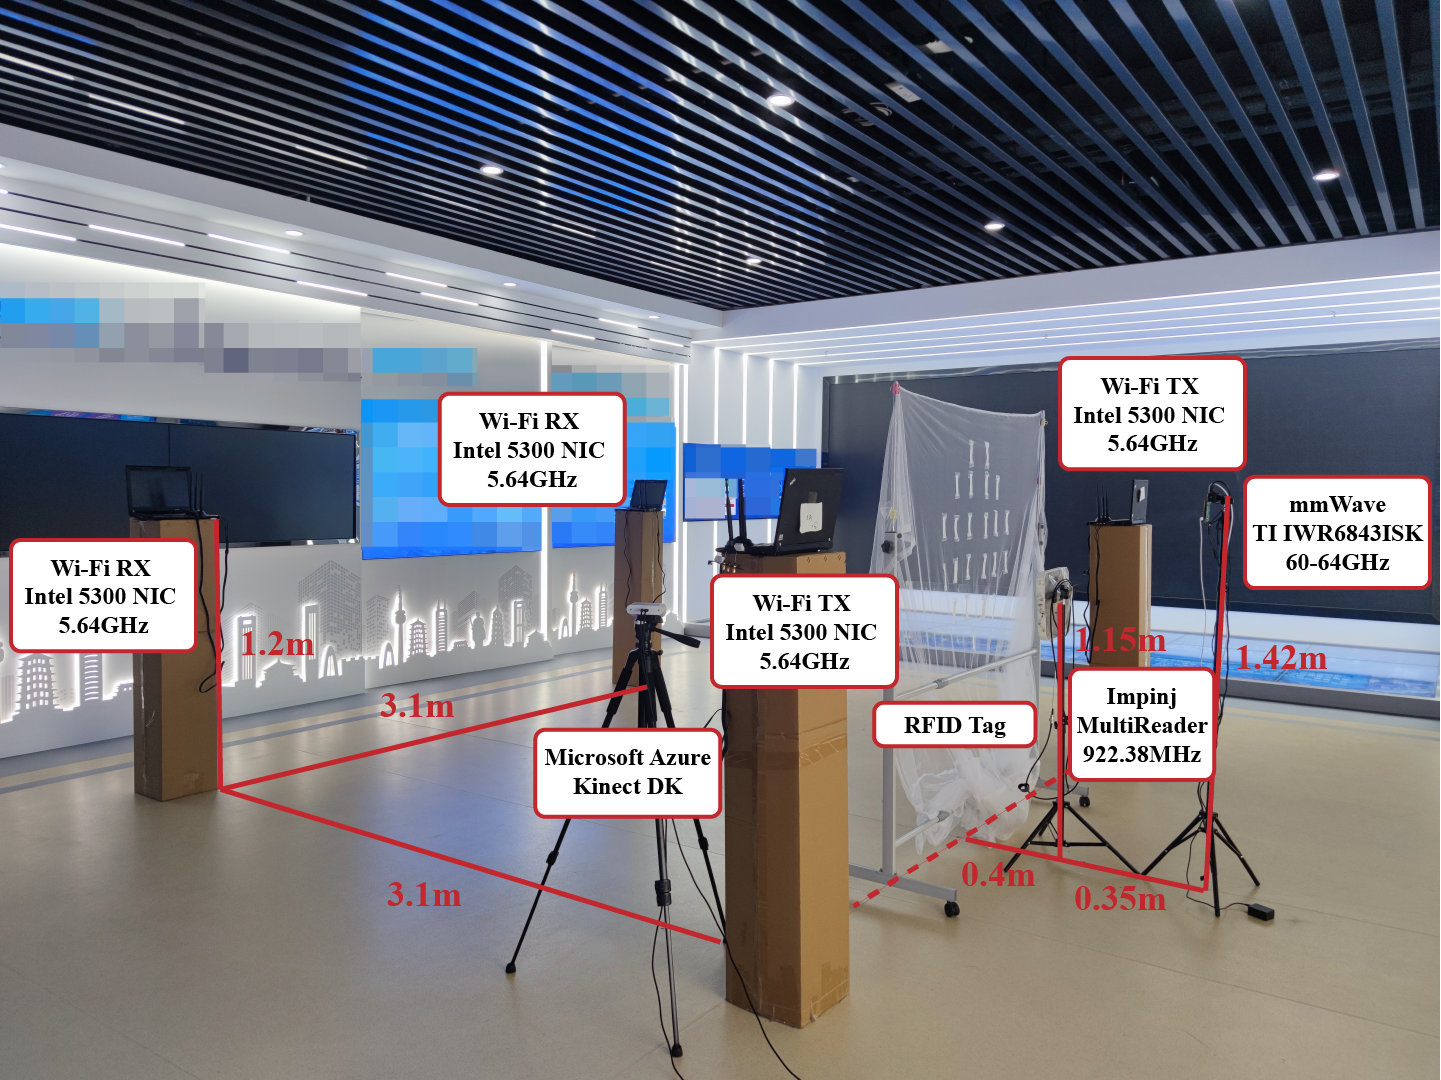 Wi-Fi TX
Intel 5300 NIC
5.64GHz
Wi-Fi RX
Intel 5300 NIC
5.64GHz
mmWave
TI IWR6843ISK
60-64GHz
Wi-Fi RX
Intel 5300 NIC
5.64GHz
Wi-Fi TX
Intel 5300 NIC
5.64GHz
1.2m
1.15m
1.42m
3.1m
RFID Tag
Impinj
MultiReader
922.38MHz
Microsoft Azure
Kinect DK
3.1m
0.4m
0.35m